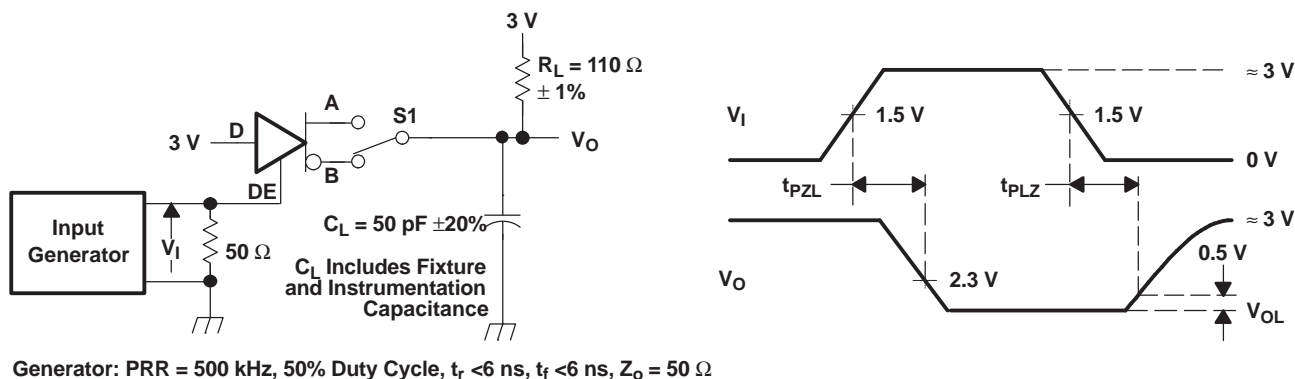 3 V
R_L = 110 Ω
± 1%
A
S1
3 V
D
B
DE
V_O
Input
Generator
V_I
50 Ω
C_L = 50 pF ±20%
C_L Includes Fixture
and Instrumentation
Capacitance
V_I
1.5 V
1.5 V
≈ 3 V
0 V
t_PZL
t_PLZ
V_O
2.3 V
≈ 3 V
0.5 V
V_OL
Generator: PRR = 500 kHz, 50% Duty Cycle, t_r <6 ns, t_f <6 ns, Z_o = 50 Ω